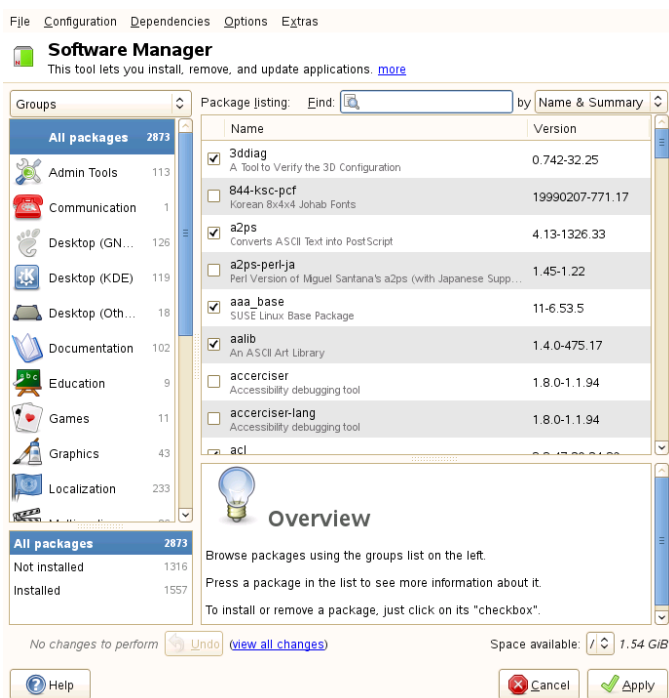 File Configuration Dependencies Options Extras
Software Manager
This tool lets you install, remove, and update applications. more
Groups
Package listing: Find: by Name & Summary
All packages 2873
Admin Tools 113
Communication 1
Desktop (GN... 126
Desktop (KDE) 119
Desktop (Oth... 18
Documentation 102
Education 9
Games 11
Graphics 43
Localization 233
All packages 2873
Not installed 1316
Installed 1557
Name Version
3ddiag 0.742-32.25
A Tool to Verify the 3D Configuration
844-ksc-pcf 19990207-771.17
Korean 8x4x4 Johab Fonts
a2ps 4.13-1326.33
Converts ASCII Text into PostScript
a2ps-perl-ja 1.45-1.22
Perl Version of Miguel Santana's a2ps (with Japanese Supp...
aaa_base 11-6.53.5
SUSE Linux Base Package
aalib 1.4.0-475.17
An ASCII Art Library
accerciser 1.8.0-1.1.94
Accessibility debugging tool
accerciser-lang 1.8.0-1.1.94
Accessibility debugging tool
acl
Overview
Browse packages using the groups list on the left.
Press a package in the list to see more information about it.
To install or remove a package, just click on its "checkbox".
No changes to perform Undo (view all changes) Space available: / 1.54 GiB
Help Cancel Apply